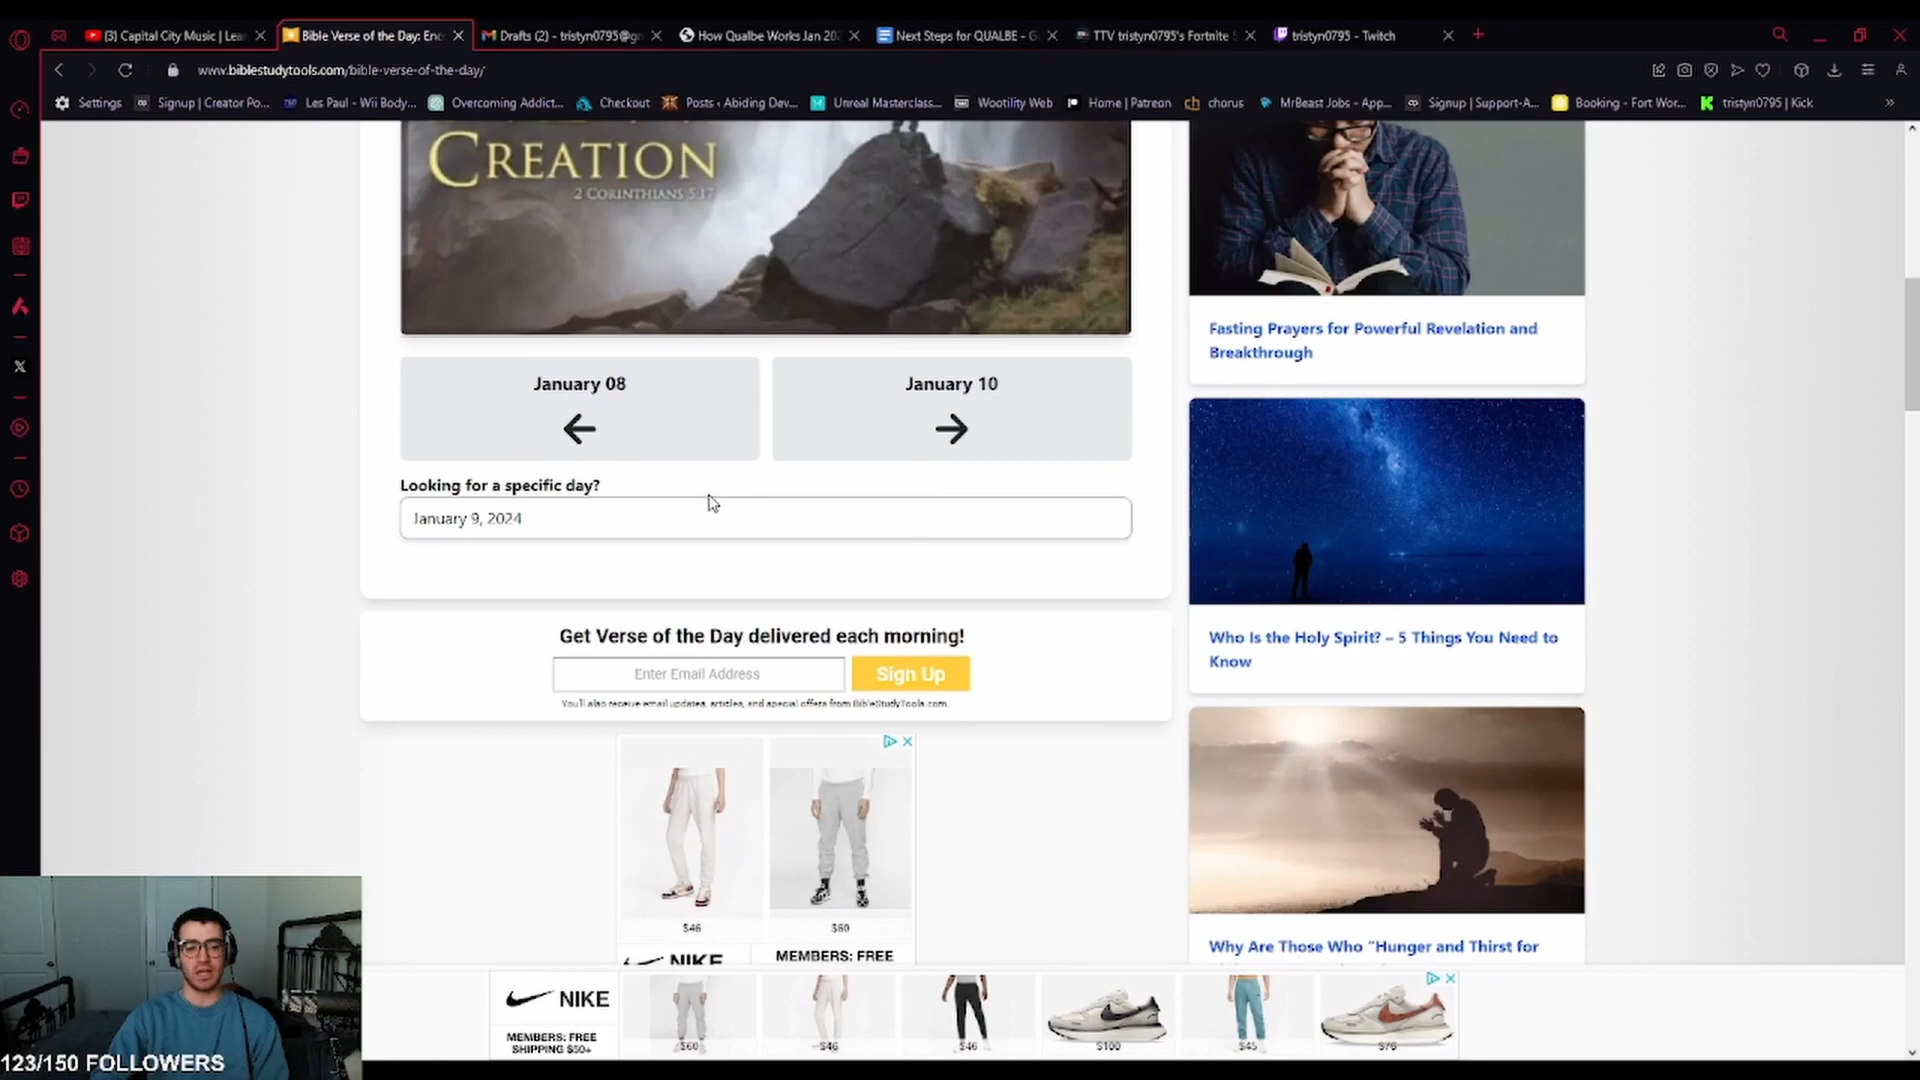 (3) Capital City Music | Lea
Bible Verse of the Day: Enc
Drafts (2) - tristyn0795@gm
How Qualbe Works Jan 202
Next Steps for QUALBE - G
TTV tristyn0795's Fortnite S
tristyn0795 - Twitch
www.biblestudytools.com/bible-verse-of-the-day/
Settings
Signup | Creator Po...
Les Paul - Wii Body...
Overcoming Addict...
Checkout
Posts ‹ Abiding Dev...
Unreal Masterclass...
Wootility Web
Home | Patreon
chorus
MrBeast Jobs - App...
Signup | Support-A...
Booking - Fort Wor...
tristyn0795 | Kick
CREATION
2 CORINTHIANS 5:17
January 08
January 10
Looking for a specific day?
January 9, 2024
Get Verse of the Day delivered each morning!
Enter Email Address
Sign Up
You'll also receive email updates, articles, and special offers from BibleStudyTools.com.
$46
$60
NIKE
MEMBERS: FREE
Fasting Prayers for Powerful Revelation and
Breakthrough
Who Is the Holy Spirit? – 5 Things You Need to
Know
Why Are Those Who "Hunger and Thirst for
NIKE
MEMBERS: FREE
SHIPPING $50+
$60
$46
$46
$100
$45
123/150 FOLLOWERS